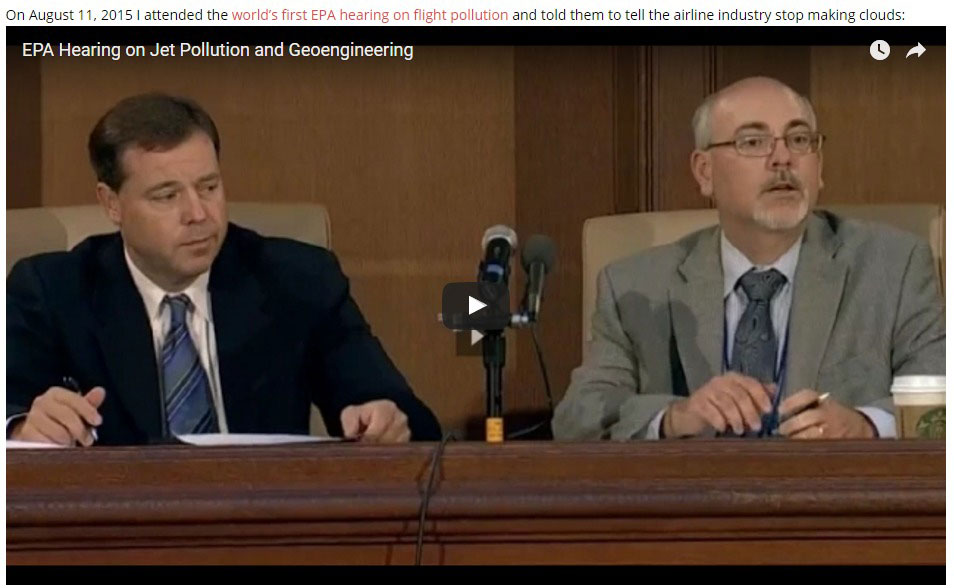 On August 11, 2015 I attended the world's first EPA hearing on flight pollution and told them to tell the airline industry stop making clouds:
EPA Hearing on Jet Pollution and Geoengineering